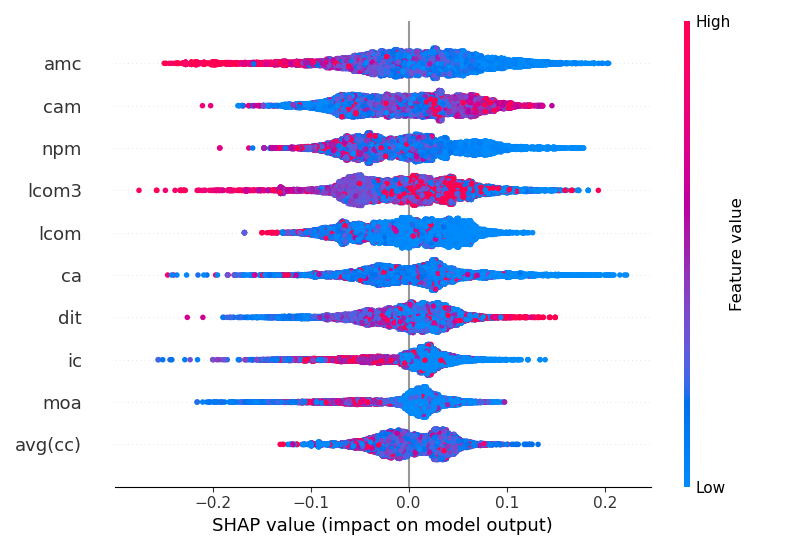 High
amc
cam
npm
lcom3
lcom
ca
dit
ic
moa
avg(cc)
Feature value
Low
−0.2 −0.1 0.0 0.1 0.2
SHAP value (impact on model output)